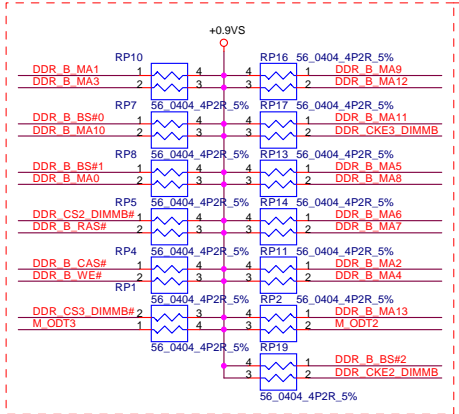 +0.9VS
RP10 RP16 56_0404_4P2R_5%
DDR_B_MA1 1 4 4 1 DDR_B_MA9
DDR_B_MA3 2 3 3 2 DDR_B_MA12
RP7 56_0404_4P2R_5% RP17 56_0404_4P2R_5%
DDR_B_BS#0 1 4 4 1 DDR_B_MA11
DDR_B_MA10 2 3 3 2 DDR_CKE3_DIMMB
RP8 56_0404_4P2R_5% RP13 56_0404_4P2R_5%
DDR_B_BS#1 1 4 4 1 DDR_B_MA5
DDR_B_MA0 2 3 3 2 DDR_B_MA8
RP5 56_0404_4P2R_5% RP14 56_0404_4P2R_5%
DDR_CS2_DIMMB# 1 4 4 1 DDR_B_MA6
DDR_B_RAS# 2 3 3 2 DDR_B_MA7
RP4 56_0404_4P2R_5% RP11 56_0404_4P2R_5%
DDR_B_CAS# 1 4 4 1 DDR_B_MA2
DDR_B_WE# 2 3 3 2 DDR_B_MA4
RP1 56_0404_4P2R_5% RP2 56_0404_4P2R_5%
DDR_CS3_DIMMB# 2 3 4 1 DDR_B_MA13
M_ODT3 1 4 3 2 M_ODT2
56_0404_4P2R_5% RP19 56_0404_4P2R_5%
4 1 DDR_B_BS#2
3 2 DDR_CKE2_DIMMB
56_0404_4P2R_5%